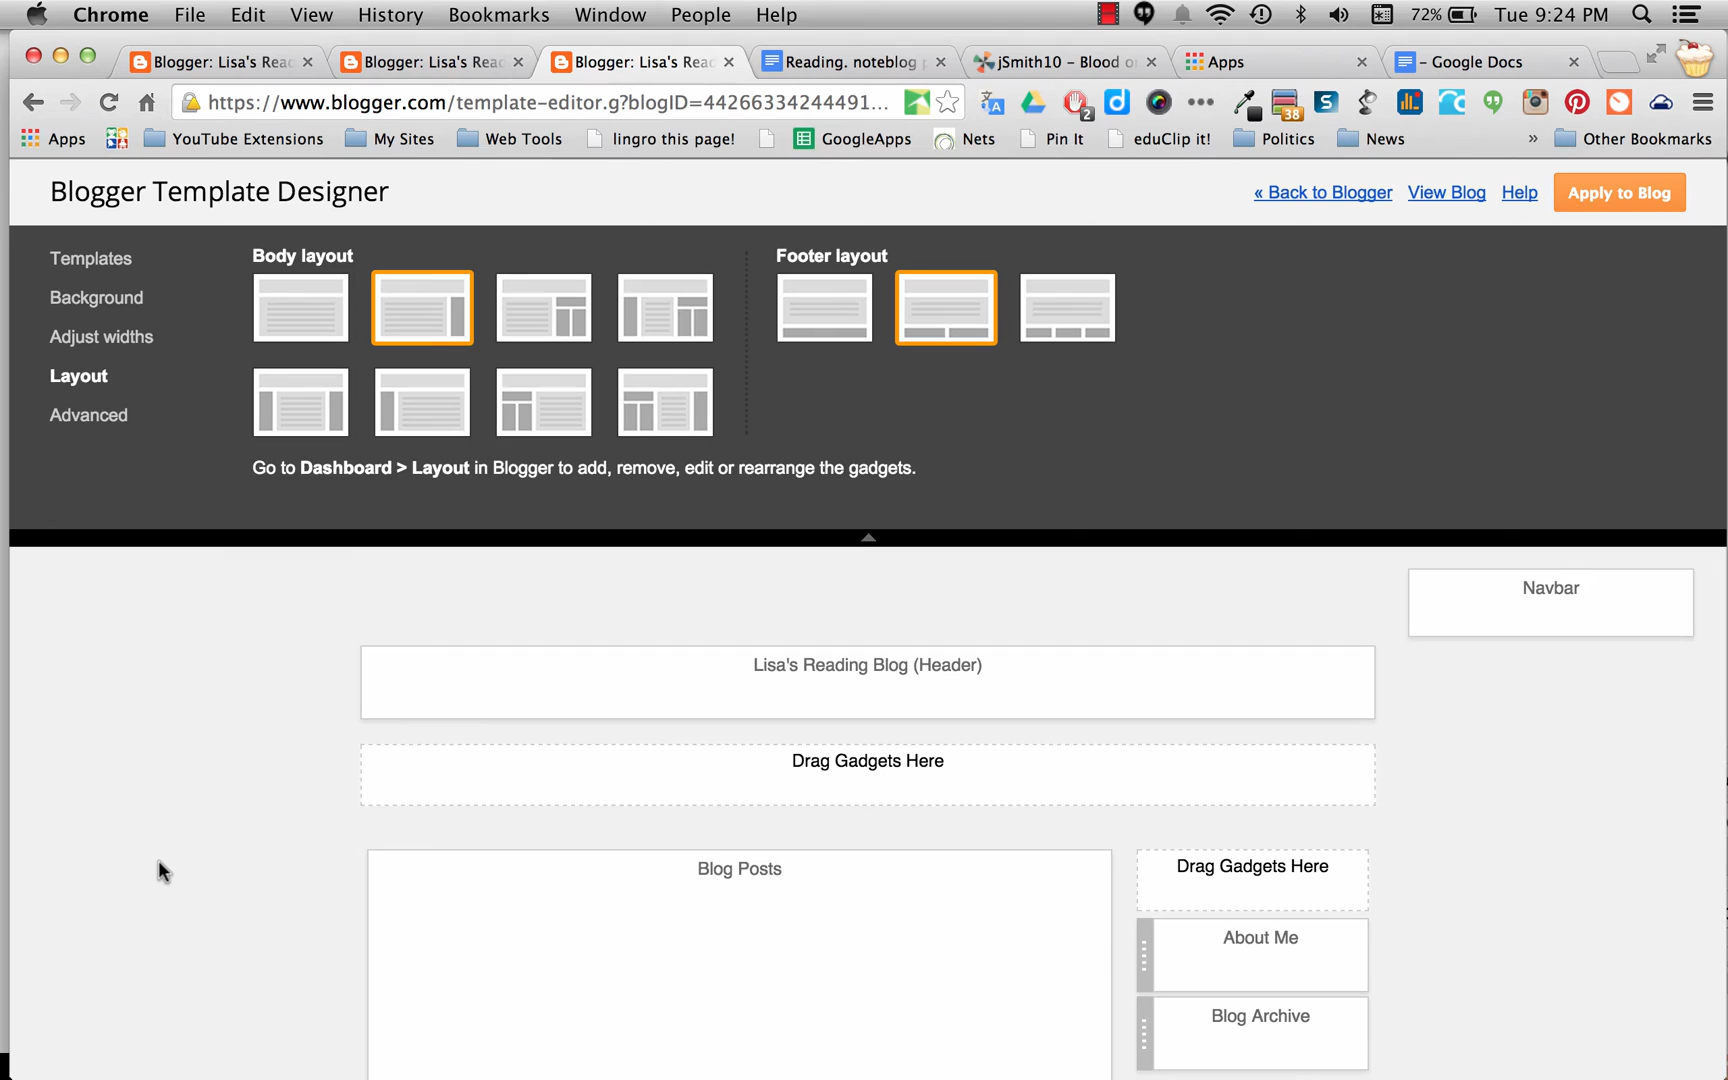 Chrome File Edit View History Bookmarks Window People Help 72% Tue 9:24 PM
Blogger: Lisa's Rea Blogger: Lisa's Rea Blogger: Lisa's Rea Reading. noteblog jSmith10 – Blood o Apps – Google Docs
https://www.blogger.com/template-editor.g?blogID=44266334244491... 2 38
Apps YouTube Extensions My Sites Web Tools lingro this page! GoogleApps Nets Pin It eduClip it! Politics News » Other Bookmarks
Blogger Template Designer
« Back to Blogger View Blog Help Apply to Blog
Templates
Background
Adjust widths
Layout
Advanced
Body layout
Footer layout
Go to Dashboard > Layout in Blogger to add, remove, edit or rearrange the gadgets.
Navbar
Lisa's Reading Blog (Header)
Drag Gadgets Here
Blog Posts
Drag Gadgets Here
About Me
Blog Archive